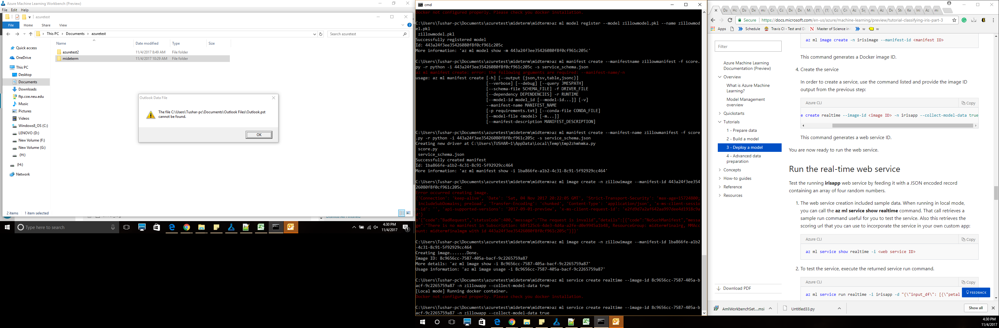 Azure Machine Learning Workbench (Preview)
File Edit Help
azuretest
File Home Share View
This PC > Documents > azuretest
Search azuretest
Name Date modified Type Size
Quick access
OneDrive
This PC
Desktop
Documents
Downloads
ftp.coe.neu.edu
Music
Pictures
Videos
Windows8_OS (C:)
LENOVO (D:)
New Volume (F:)
New Volume (G:)
(H:)
(H:)
Network
azuretest2 11/4/2017 8:49 AM File folder
mideterm 11/4/2017 10:29 AM File folder
Outlook Data File
The file C:\Users\Tushar-pc\Documents\Outlook Files\Outlook.pst
cannot be found.
OK
2 items 1 item selected
Type here to search
4:30 PM
11/4/2017
cmd
Docker not configured properly. Please check you docker installation.
C:\Users\Tushar-pc\Documents\azuretest\mideterm\midterm>az ml model register --model zillowmodel.pkl --name zillowmod
el.pkl
zillowmodel.pkl
Successfully registered model
Id: 443a24f3ee35426080f8f0cf961c205c
More information: 'az ml model show -m 443a24f3ee35426080f8f0cf961c205c'
C:\Users\Tushar-pc\Documents\azuretest\mideterm\midterm>az ml manifest create --manifestname zillowmanifest -f score.
py -r python -i 443a24f3ee35426080f8f0cf961c205c -s service_schema.json
az ml manifest create: error: the following arguments are required: --manifest-name/-n
usage: az ml manifest create [-h] [--output {json,tsv,table,jsonc}]
[--verbose] [--debug] [--query JMESPATH]
[--schema-file SCHEMA_FILE] -f DRIVER_FILE
[--dependency DEPENDENCIES] -r RUNTIME
[--model-id model_id [--model-id...]] [-v]
--manifest-name MANIFEST_NAME
[-p requirements.txt] [--conda-file CONDA_FILE]
[--model-file <model> [-m...]]
[--manifest-description MANIFEST_DESCRIPTION]
C:\Users\Tushar-pc\Documents\azuretest\mideterm\midterm>az ml manifest create --manifest-name zillowmanifest -f score
.py -r python -i 443a24f3ee35426080f8f0cf961c205c -s service_schema.json
Creating new driver at C:\Users\TUSHAR~1\AppData\Local\Temp\tmp2zhmhmka.py
score.py
service_schema.json
Successfully created manifest
Id: 1ba866fe-a1b2-4c31-8c91-5f92929cc464
More information: 'az ml manifest show -i 1ba866fe-a1b2-4c31-8c91-5f92929cc464'
C:\Users\Tushar-pc\Documents\azuretest\mideterm\midterm>az ml image create -n zillowimage --manifest-id 443a24f3ee354
26080f8f0cf961c205c
Error occurred creating image.
{'Connection': 'keep-alive', 'Date': 'Sat, 04 Nov 2017 20:22:05 GMT', 'Strict-Transport-Security': 'max-age=15724800;
includeSubDomains; preload', 'Transfer-Encoding': 'chunked', 'Content-Type': 'application/json', 'x-ms-client-sessio
n-id': '', 'api-supported-versions': '2017-09-01-preview', 'x-ms-client-request-id': 'e2fd9d7a2af642aa997dee4d1918c9a
d'}
b'{"code":"BadRequest","statusCode":400,"message":"The request is invalid","details":[{"code":"NoSuchManifest","messa
ge":"There is no manifest in Subscription: 68f125c6-4de3-4d4a-a2fe-d0e9945a1b48, ResourceGroup: midtermfinalrg, MMAcc
ount: midtermfinalmgm with id 443a24f3ee35426080f8f0cf961c205c"}]}'
C:\Users\Tushar-pc\Documents\azuretest\mideterm\midterm>az ml image create -n zillowimage --manifest-id 1ba866fe-a1b2
-4c31-8c91-5f92929cc464
Creating image.......Done.
Image ID: 8c9656cc-7587-405a-bacf-9c2265759a87
More details: 'az ml image show -i 8c9656cc-7587-405a-bacf-9c2265759a87'
Usage information: 'az ml image usage -i 8c9656cc-7587-405a-bacf-9c2265759a87'
C:\Users\Tushar-pc\Documents\azuretest\mideterm\midterm>az ml service create realtime --image-id 8c9656cc-7587-405a-b
acf-9c2265759a87 -n zillowapp --collect-model-data true
[Local mode] Running docker container.
Docker not configured properly. Please check you docker installation.
C:\Users\Tushar-pc\Documents\azuretest\mideterm\midterm>az ml service create realtime --image-id 8c9656cc-7587-405a-b
acf-9c2265759a87 -n zillowapp --collect-model-data true
Secure https://docs.microsoft.com/en-us/azure/machine-learning/preview/tutorial-classifying-iris-part-3
Apps Schedule Travis CI - Test and D Master of Science in w w
Filter
Azure Machine Learning
Documentation (Preview)
Overview
What is Azure Machine
Learning?
Model Management
overview
Quickstarts
Tutorials
1 - Prepare data
2 - Build a model
3 - Deploy a model
4 - Advanced data
preparation
Concepts
How-to guides
Reference
Resources
Download PDF
az ml image create -n irisimage --manifest-id <manifest ID>
This command generates a Docker image ID.
4. Create the service
In order to create a service, use the command listed and provide the image ID
output from the previous step:
Azure CLI Copy
e create realtime --image-id <image ID> -n irisapp --collect-model-data true
This command generates a web service ID.
You are now ready to run the web service.
Run the real-time web service
Test the running irisapp web service by feeding it with a JSON encoded record
containing an array of four random numbers.
1. The web service creation included sample data. When running in local mode,
you can call the az ml service show realtime command. That call retrieves a
sample run command useful for you to test the service. Also this retrieves the
scoring url that you can use to incorporate the service in your own custom app:
Azure CLI Copy
az ml service show realtime -i <web service ID>
2. To test the service, execute the returned service run command.
Azure CLI Copy
az ml service run realtime -i irisapp -d "{\"input_df\": [{\"petal
FEEDBACK
AmlWorkbenchSet....msi
Untitled33.py
Show all
4:30 PM
11/4/2017